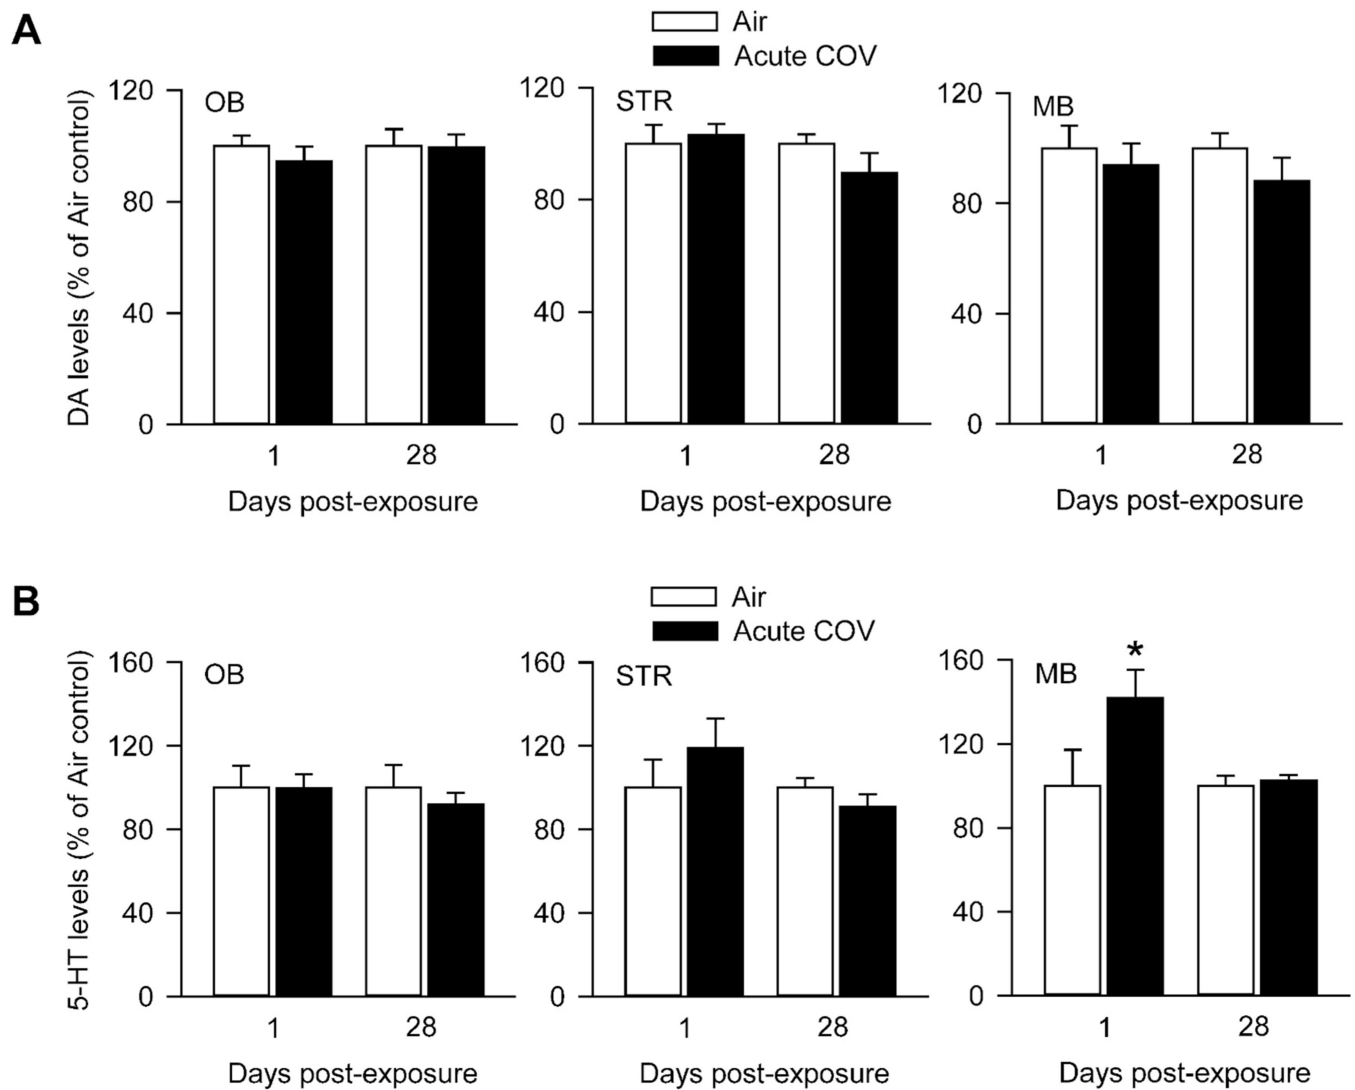 A
Air
Acute COV
DA levels (% of Air control)
120
80
40
0
OB
1
28
Days post-exposure
120
80
40
0
STR
1
28
Days post-exposure
120
80
40
0
MB
1
28
Days post-exposure
B
Air
Acute COV
5-HT levels (% of Air control)
160
120
80
40
0
OB
1
28
Days post-exposure
160
120
80
40
0
STR
1
28
Days post-exposure
160
120
80
40
0
MB
*
1
28
Days post-exposure